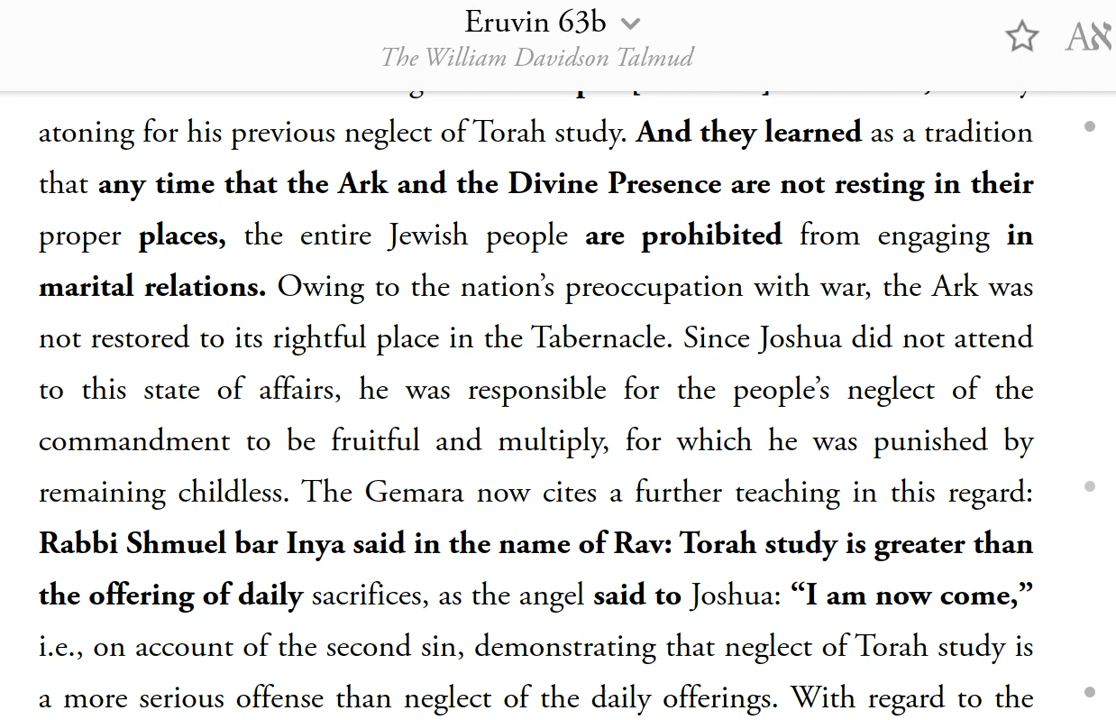 Eruvin 63b
The William Davidson Talmud
Aא
atoning for his previous neglect of Torah study. And they learned as a tradition
that any time that the Ark and the Divine Presence are not resting in their
proper places, the entire Jewish people are prohibited from engaging in
marital relations. Owing to the nation’s preoccupation with war, the Ark was
not restored to its rightful place in the Tabernacle. Since Joshua did not attend
to this state of affairs, he was responsible for the people’s neglect of the
commandment to be fruitful and multiply, for which he was punished by
remaining childless. The Gemara now cites a further teaching in this regard:
Rabbi Shmuel bar Inya said in the name of Rav: Torah study is greater than
the offering of daily sacrifices, as the angel said to Joshua: “I am now come,”
i.e., on account of the second sin, demonstrating that neglect of Torah study is
a more serious offense than neglect of the daily offerings. With regard to the